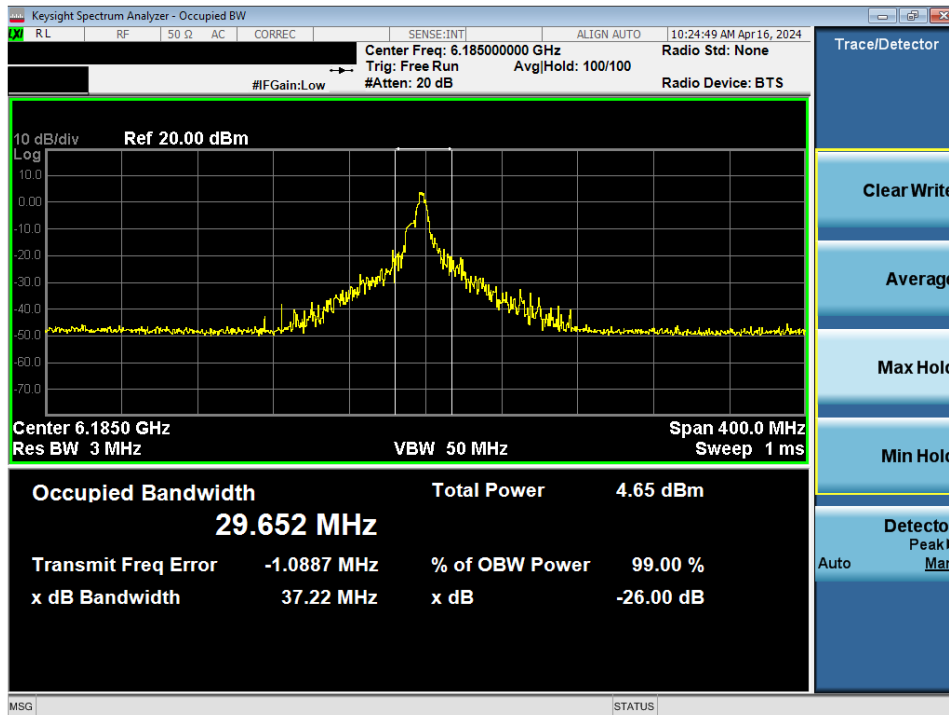 Keysight Spectrum Analyzer - Occupied BW
LXI RL RF 50 Ω AC CORREC SENSE:INT ALIGN AUTO 10:24:49 AM Apr 16, 2024
Center Freq: 6.185000000 GHz Radio Std: None
Trig: Free Run Avg|Hold: 100/100
#IFGain:Low #Atten: 20 dB Radio Device: BTS
Trace/Detector
10 dB/div Ref 20.00 dBm
Log
10.0
0.00
-10.0
-20.0
-30.0
-40.0
-50.0
-60.0
-70.0
Center 6.1850 GHz Span 400.0 MHz
Res BW 3 MHz VBW 50 MHz Sweep 1 ms
Occupied Bandwidth Total Power 4.65 dBm
29.652 MHz
Transmit Freq Error -1.0887 MHz % of OBW Power 99.00 %
x dB Bandwidth 37.22 MHz x dB -26.00 dB
Clear Write
Average
Max Hold
Min Hold
Detecto
Peak
Auto Man
MSG STATUS